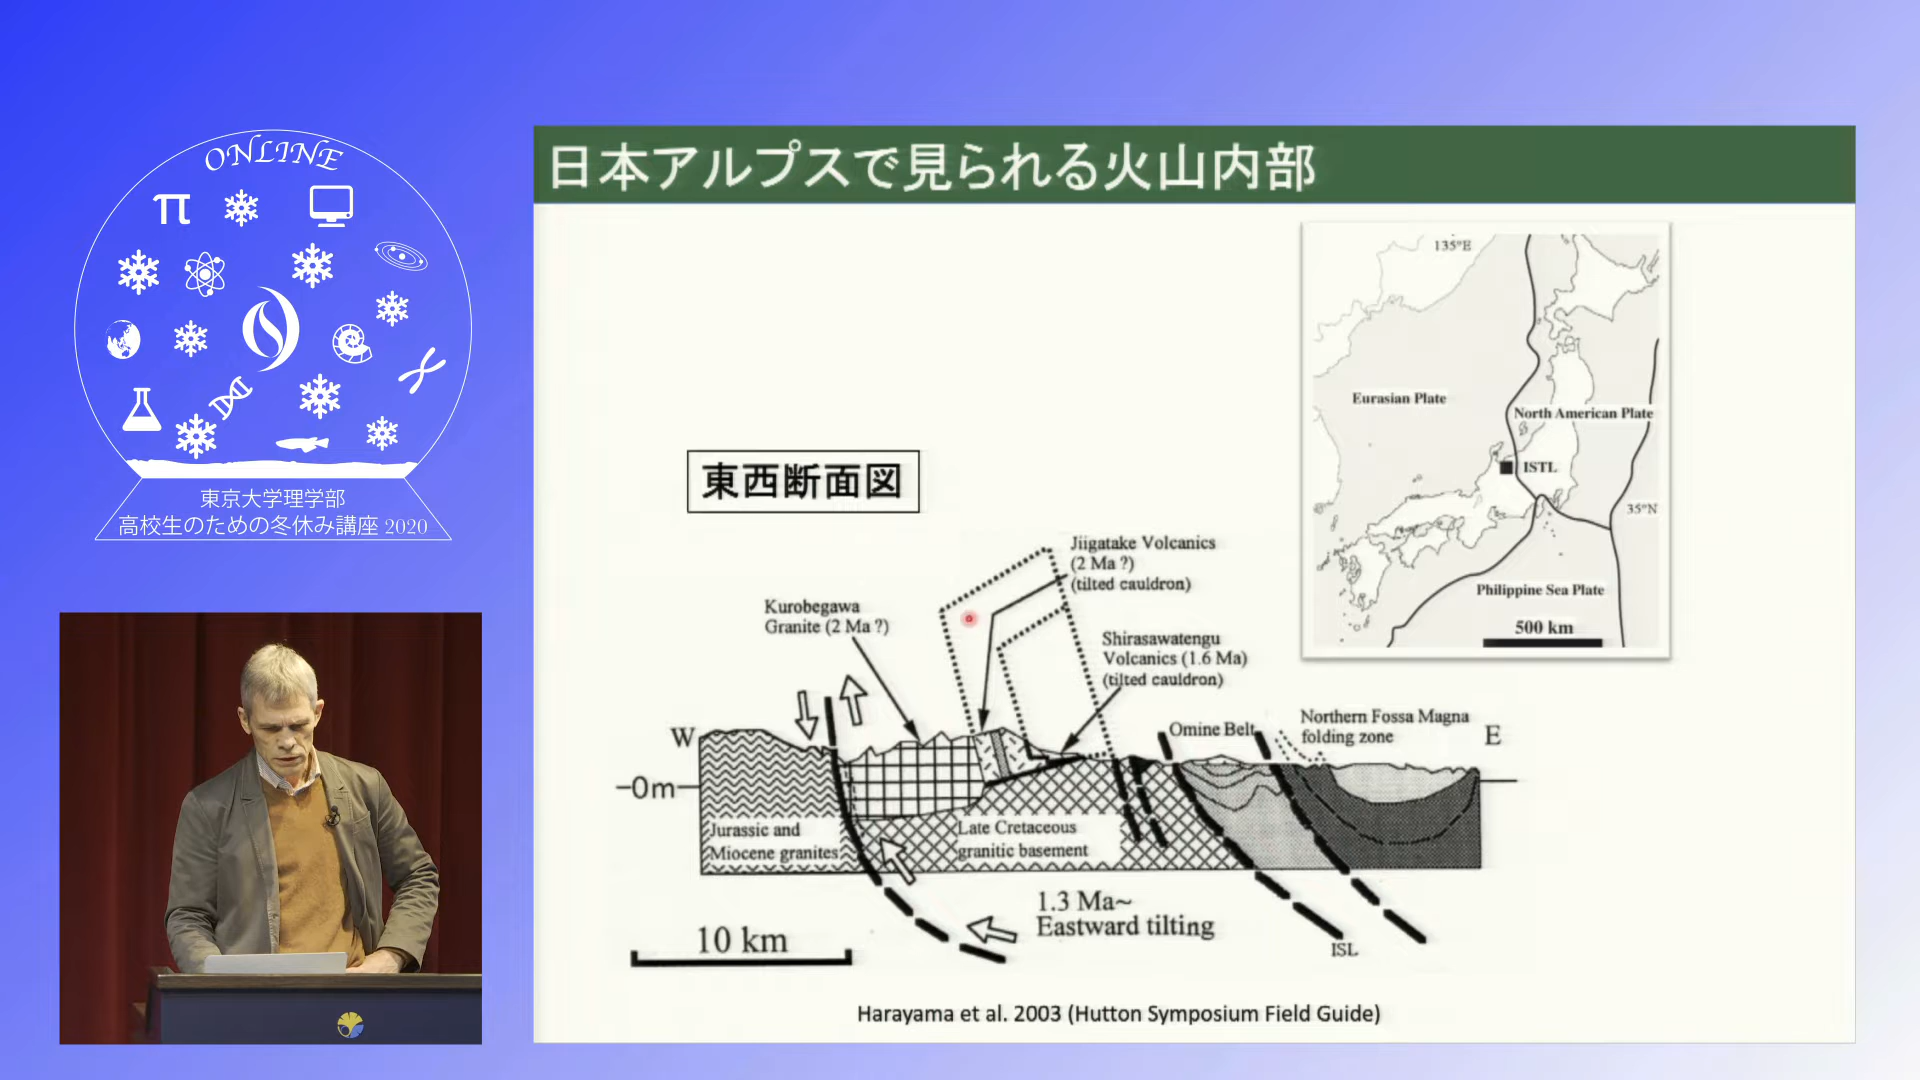 ONLINE
π
東京大学理学部
高校生のための冬休み講座 2020
日本アルプスで見られる火山内部
135°E
Eurasian Plate
North American Plate
ISTL
35°N
Philippine Sea Plate
500 km
東西断面図
Jiigatake Volcanics
(2 Ma ?)
(tilted cauldron)
Kurobegawa
Granite (2 Ma ?)
Shirasawatengu
Volcanics (1.6 Ma)
(tilted cauldron)
Omine Belt
Northern Fossa Magna
folding zone
W
E
0m
Jurassic and
Miocene granites
Late Cretaceous
granitic basement
1.3 Ma~
Eastward tilting
10 km
ISL
Harayama et al. 2003 (Hutton Symposium Field Guide)